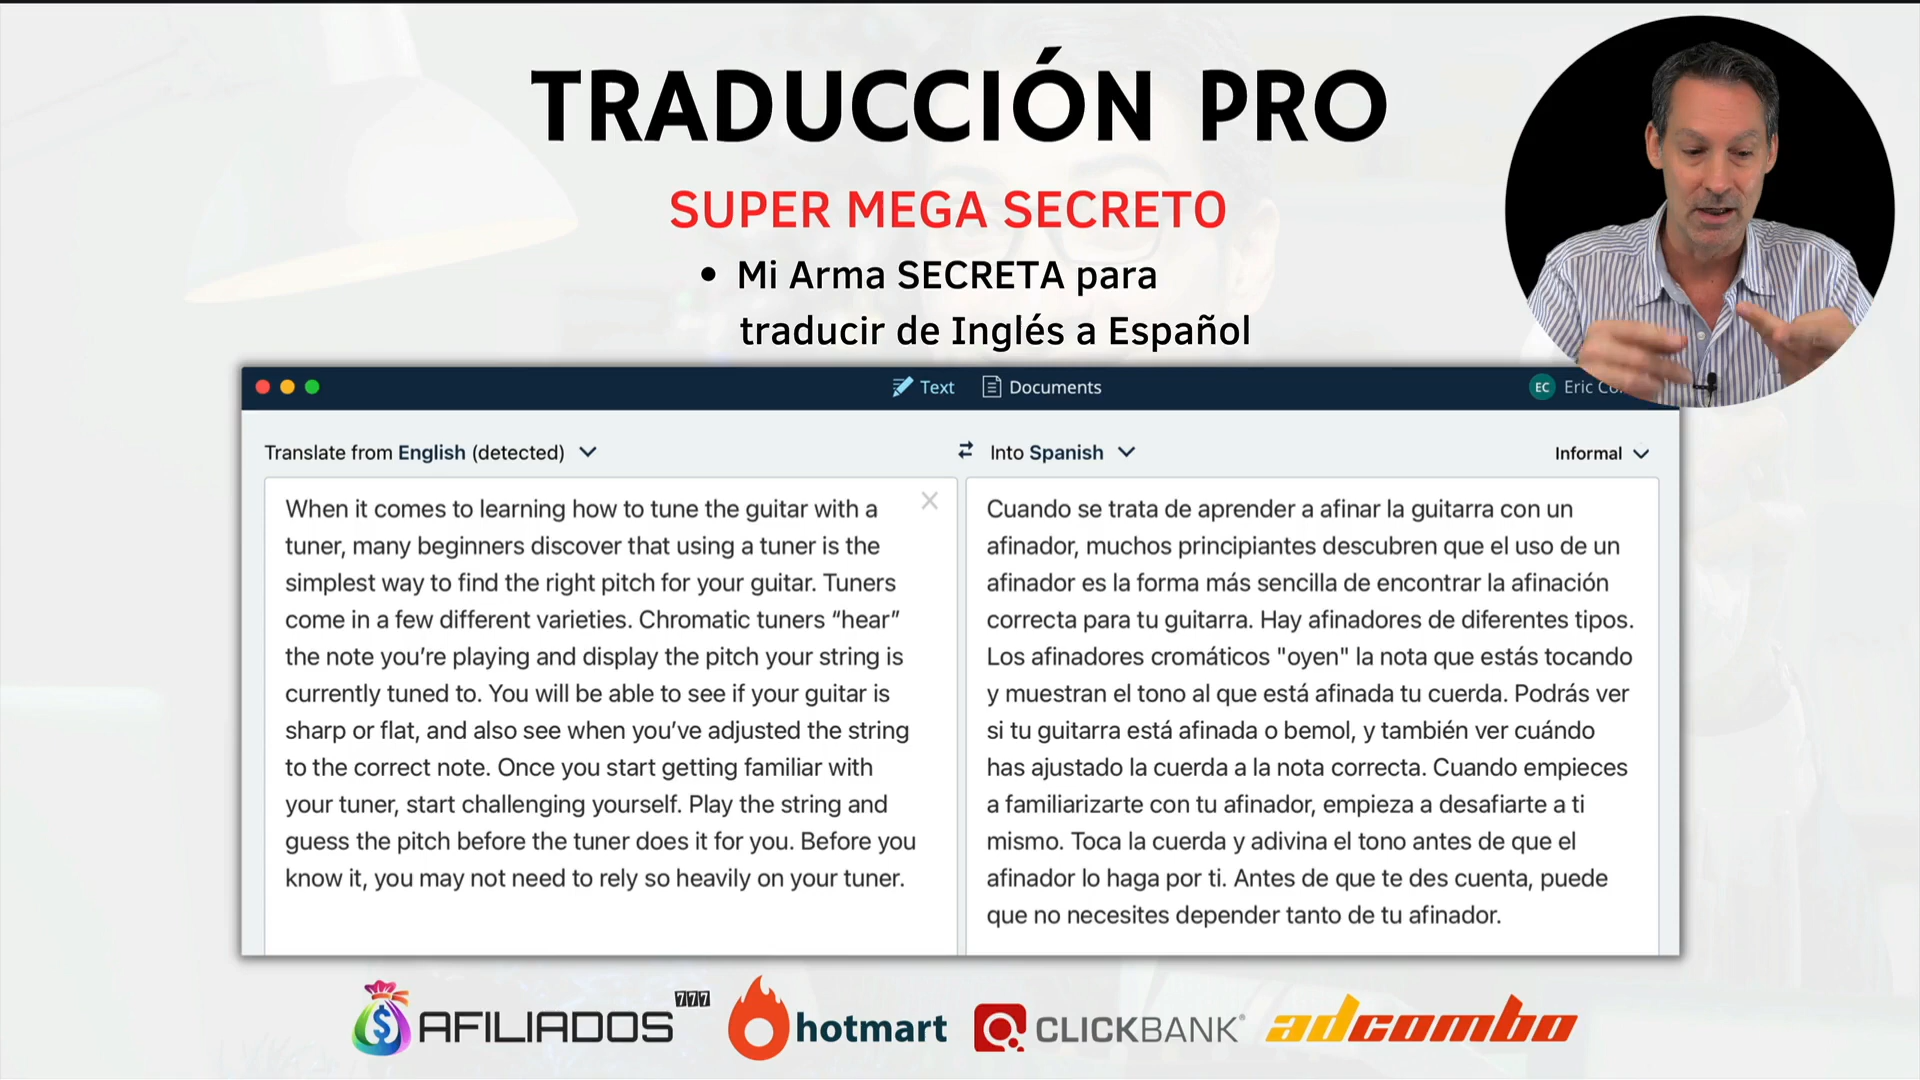 TRADUCCIÓN PRO
SUPER MEGA SECRETO
• Mi Arma SECRETA para
traducir de Inglés a Español
Text
Documents
EC Eric
Translate from English (detected)
Into Spanish
Informal
When it comes to learning how to tune the guitar with a
tuner, many beginners discover that using a tuner is the
simplest way to find the right pitch for your guitar. Tuners
come in a few different varieties. Chromatic tuners “hear”
the note you’re playing and display the pitch your string is
currently tuned to. You will be able to see if your guitar is
sharp or flat, and also see when you’ve adjusted the string
to the correct note. Once you start getting familiar with
your tuner, start challenging yourself. Play the string and
guess the pitch before the tuner does it for you. Before you
know it, you may not need to rely so heavily on your tuner.
Cuando se trata de aprender a afinar la guitarra con un
afinador, muchos principiantes descubren que el uso de un
afinador es la forma más sencilla de encontrar la afinación
correcta para tu guitarra. Hay afinadores de diferentes tipos.
Los afinadores cromáticos "oyen" la nota que estás tocando
y muestran el tono al que está afinada tu cuerda. Podrás ver
si tu guitarra está afinada o bemol, y también ver cuándo
has ajustado la cuerda a la nota correcta. Cuando empieces
a familiarizarte con tu afinador, empieza a desafiarte a ti
mismo. Toca la cuerda y adivina el tono antes de que el
afinador lo haga por ti. Antes de que te des cuenta, puede
que no necesites depender tanto de tu afinador.
$ AFILIADOS 777
hotmart
CLICKBANK®
adcombo